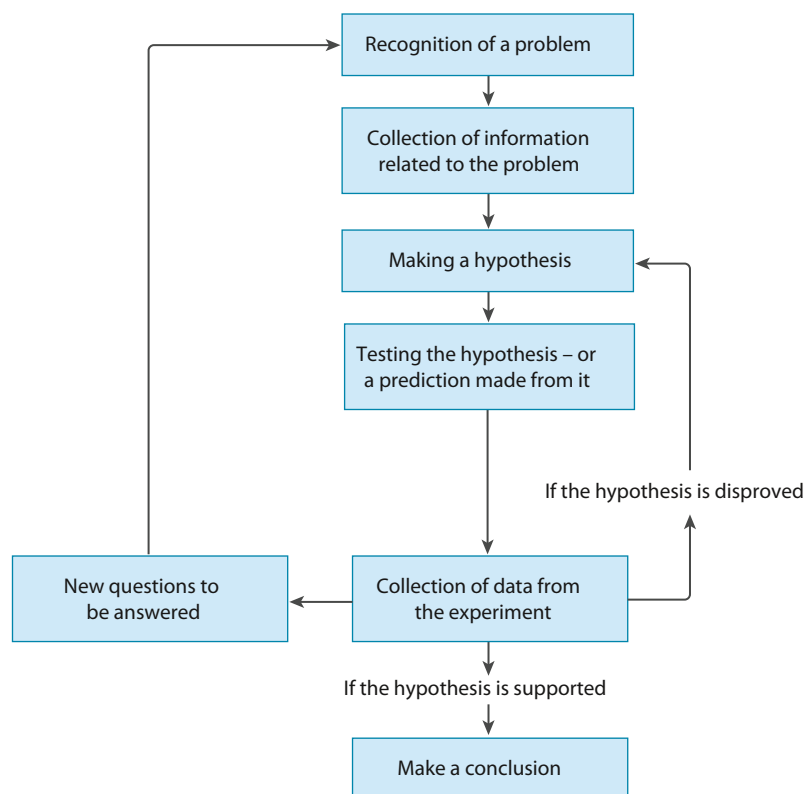 Recognition of a problem
Collection of information
related to the problem
Making a hypothesis
Testing the hypothesis – or
a prediction made from it
If the hypothesis is disproved
New questions to
be answered
Collection of data from
the experiment
If the hypothesis is supported
Make a conclusion